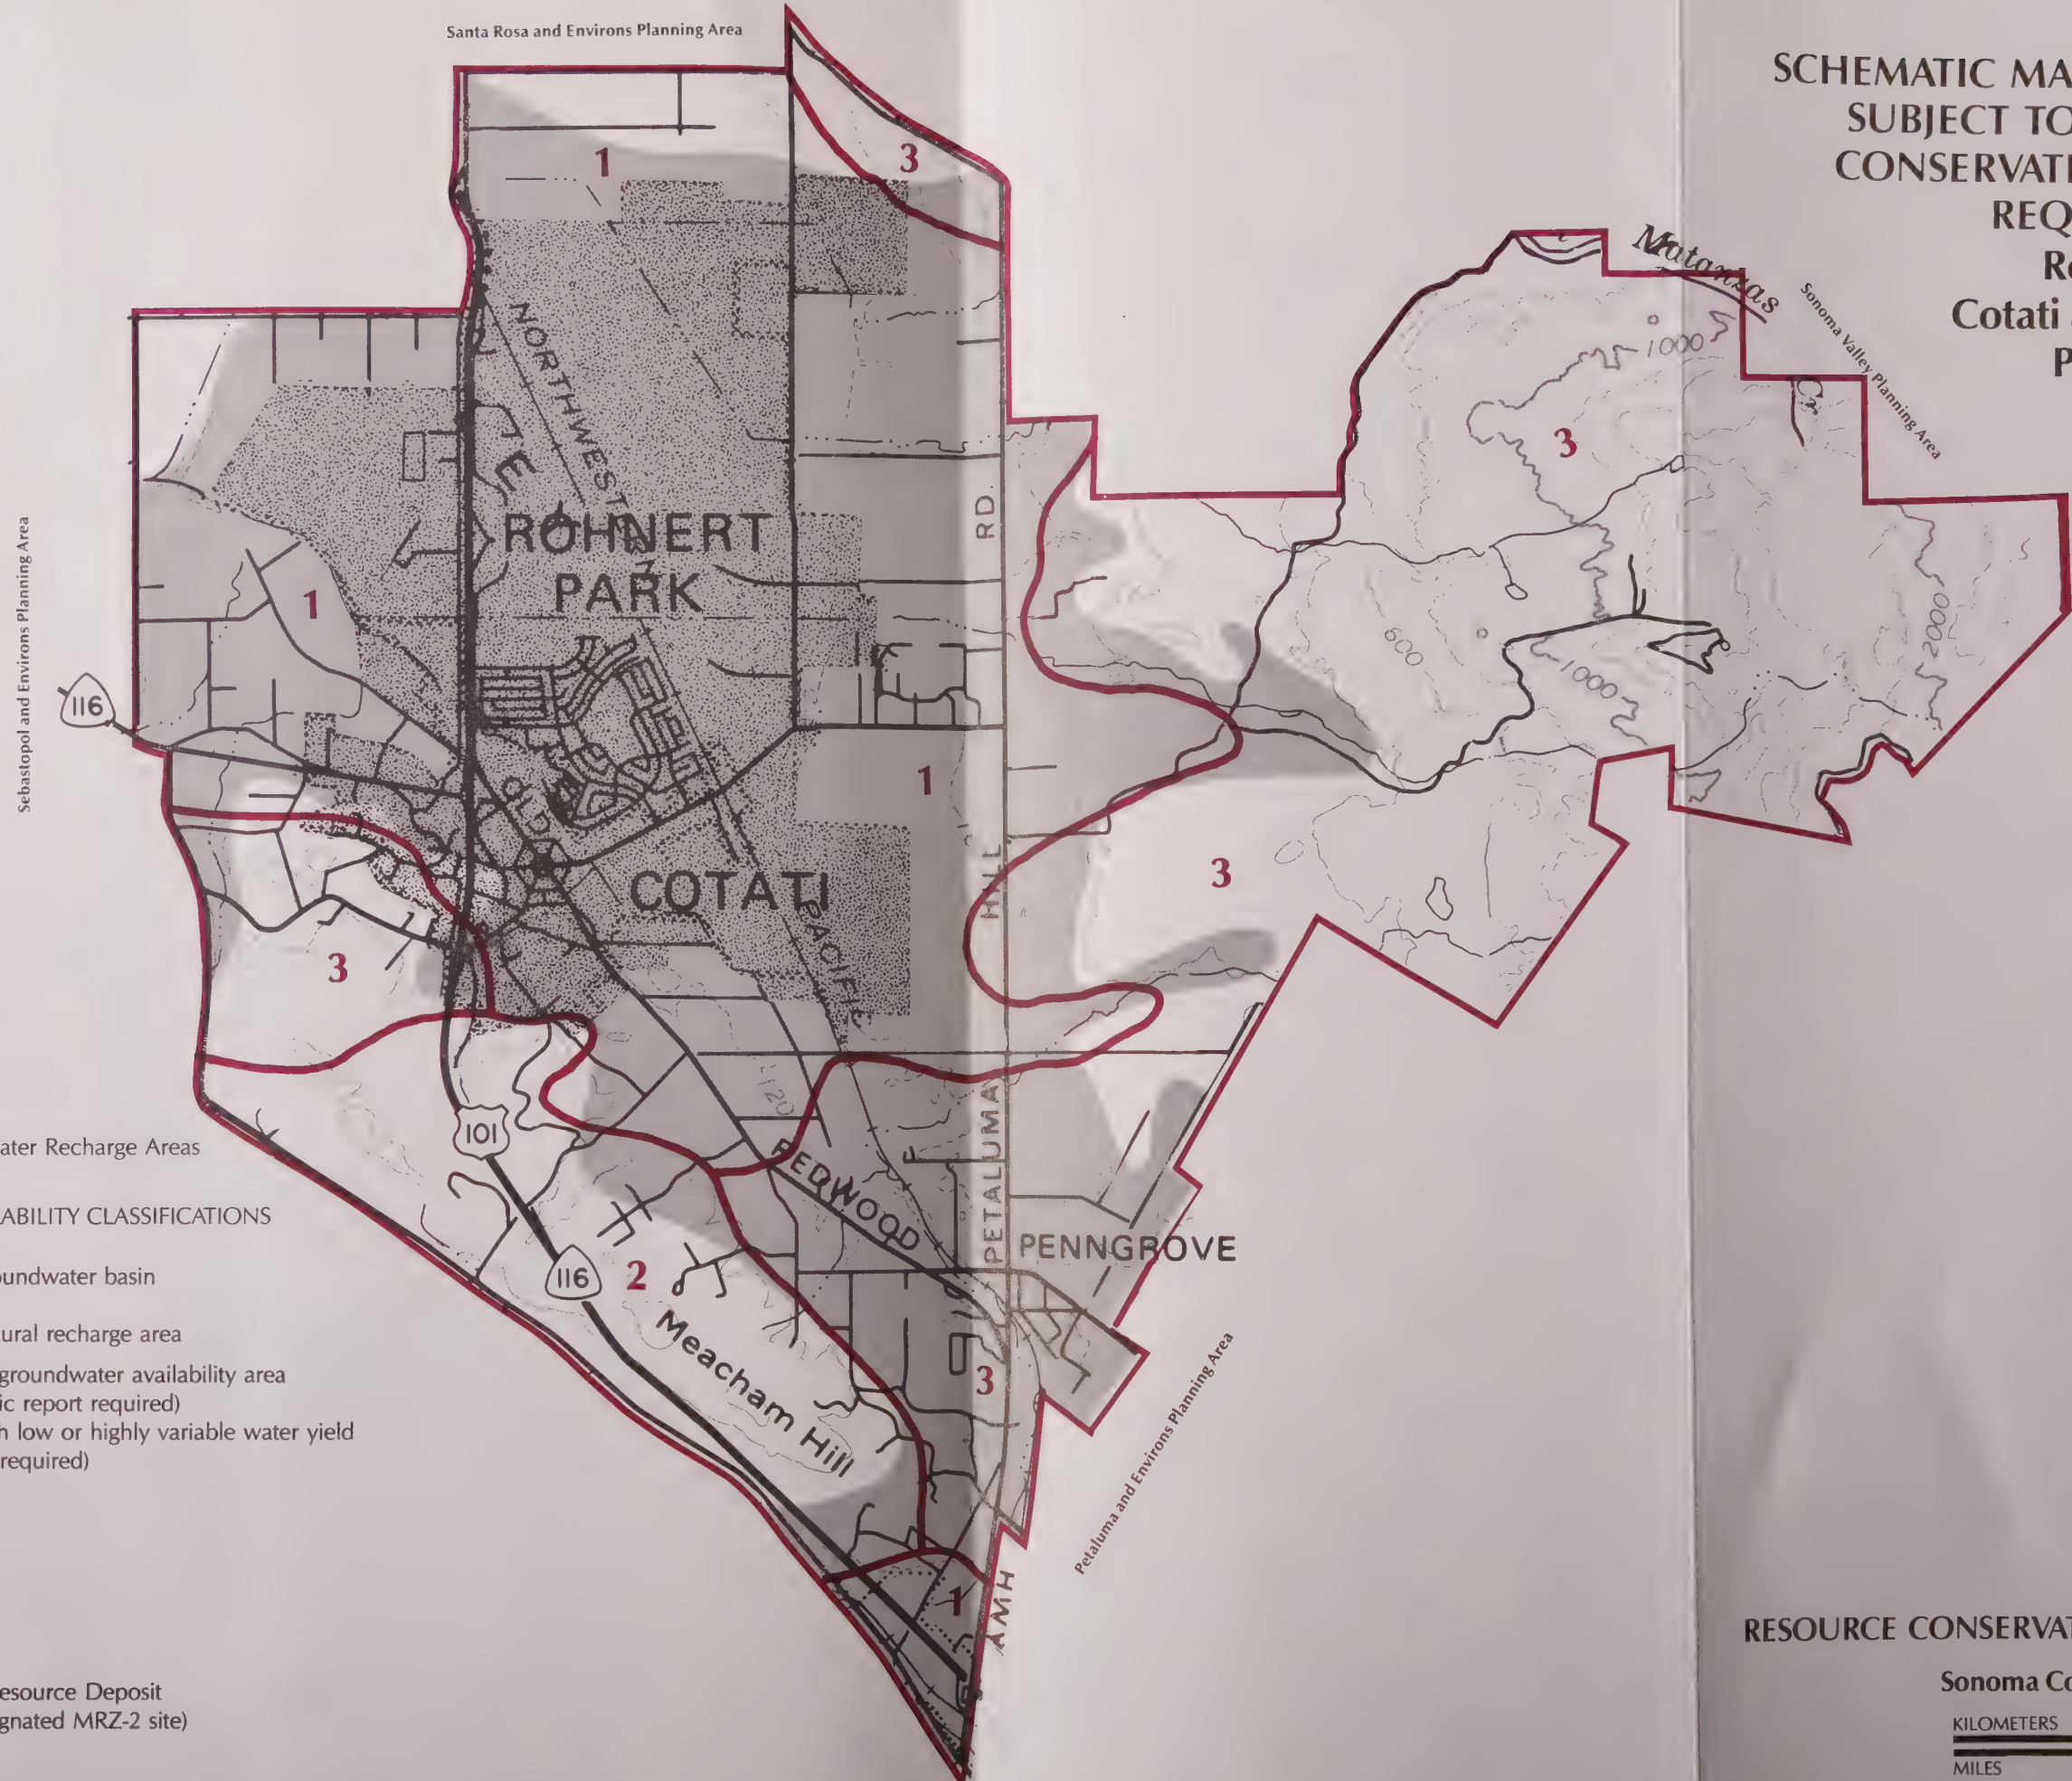 Santa Rosa and Environs Planning Area
SCHEMATIC MA
SUBJECT TO
CONSERVATI
REQ
Cotati
P
Matanzas
Cr
Sonoma Valley Planning Area
1
3
1000
3
NORTHWEST
RD.
ROHNERT
PARK
E
1
600
1000
2000
Sebastopol and Environs Planning Area
116
OLD
1
HILL
3
COTATI
PACIFIC
3
120
101
PETALUMA
REDWOOD
PENNGROVE
116
2
Meacham Hill
3
Petaluma and Environs Planning Area
1
AMH
ater Recharge Areas
ABILITY CLASSIFICATIONS
oundwater basin
tural recharge area
groundwater availability area
ic report required)
h low or highly variable water yield
required)
esource Deposit
gnated MRZ-2 site)
RESOURCE CONSERVAT
Sonoma Co
KILOMETERS
MILES